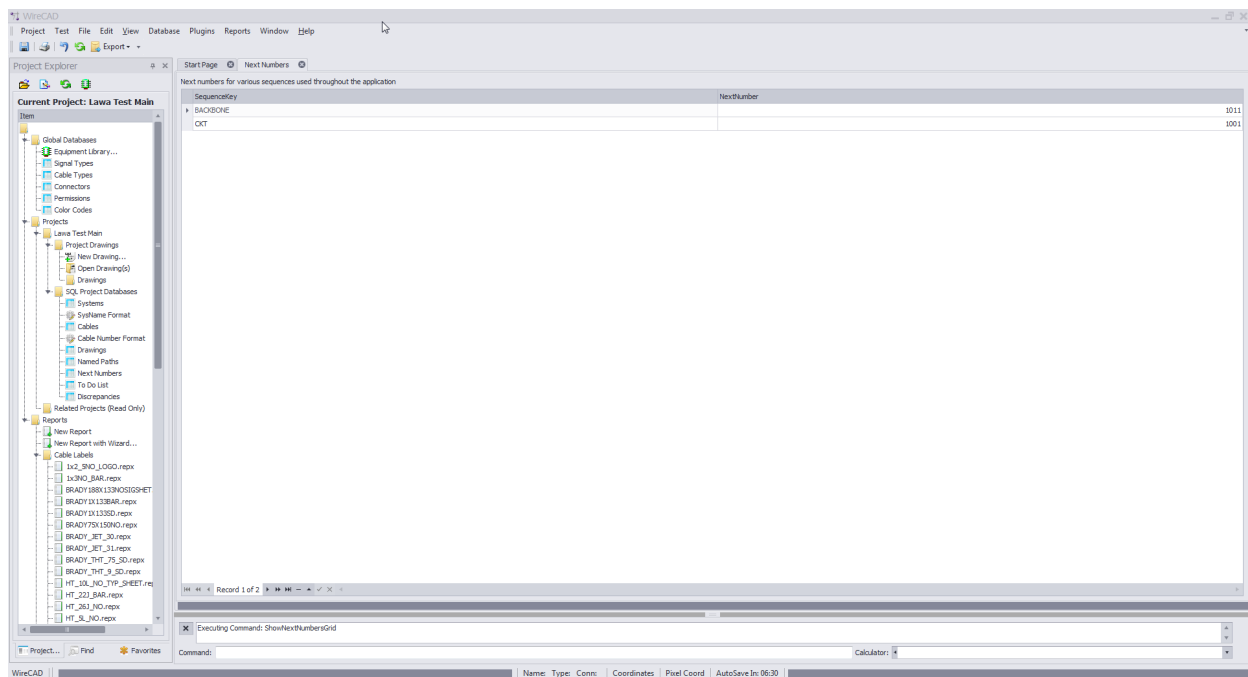 WireCAD
Project Test File Edit View Database Plugins Reports Window Help
Export
Project Explorer
Current Project: Lawa Test Main
Item
Global Databases
Equipment Library...
Signal Types
Cable Types
Connectors
Permissions
Color Codes
Projects
Lawa Test Main
Project Drawings
New Drawing...
Open Drawing(s)
Drawings
SQL Project Databases
Systems
SysName Format
Cables
Cable Number Format
Drawings
Named Paths
Next Numbers
To Do List
Discrepancies
Related Projects (Read Only)
Reports
New Report
New Report with Wizard...
Cable Labels
1x2_SNO_LOGO.repx
1x3NO_BAR.repx
BRADY188X133NOSIGSHEET
BRADY1X133BAR.repx
BRADY1X133SD.repx
BRADY75X150NO.repx
BRADY_JET_30.repx
BRADY_JET_31.repx
BRADY_THT_75_SD.repx
BRADY_THT_9_SD.repx
HT_10L_NO_TYP_SHEET.rep
HT_22J_BAR.repx
HT_26J_NO.repx
HT_5L_NO.repx
Project... Find Favorites
Start Page Next Numbers
Next numbers for various sequences used throughout the application
SequenceKey NextNumber
BACKBONE 1011
CKT 1001
Record 1 of 2
Executing Command: ShowNextNumbersGrid
Command: Calculator:
WireCAD Name: Type: Conn: Coordinates Pixel Coord AutoSave In: 06:30